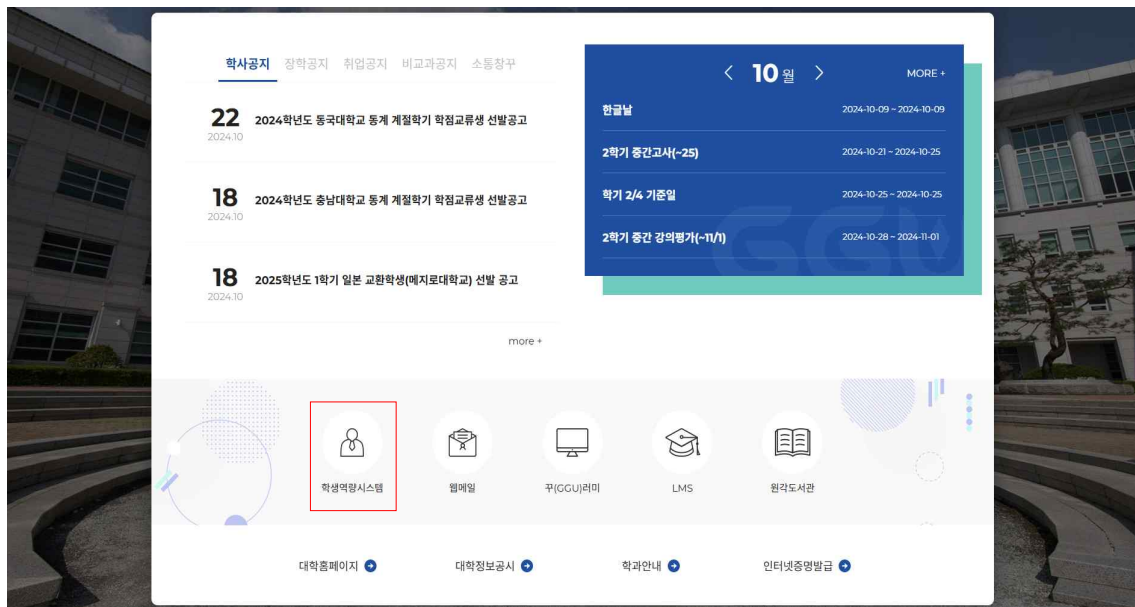 학사공지 장학공지 취업공지 비교과공지 소통창꾸
22 2024학년도 동국대학교 동계 계절학기 학점교류생 선발공고
2024.10
18 2024학년도 충남대학교 동계 계절학기 학점교류생 선발공고
2024.10
18 2025학년도 1학기 일본 교환학생(메지로대학교) 선발 공고
2024.10
more +
< 10 월 > MORE +
한글날 2024-10-09 ~ 2024-10-09
2학기 중간고사(~25) 2024-10-21 ~ 2024-10-25
학기 2/4 기준일 2024-10-25 ~ 2024-10-25
2학기 중간 강의평가(~11/1) 2024-10-28 ~ 2024-11-01
GGU
학생역량시스템 웹메일 꾸(GGU)러미 LMS 원각도서관
대학홈페이지 대학정보공시 학과안내 인터넷증명발급